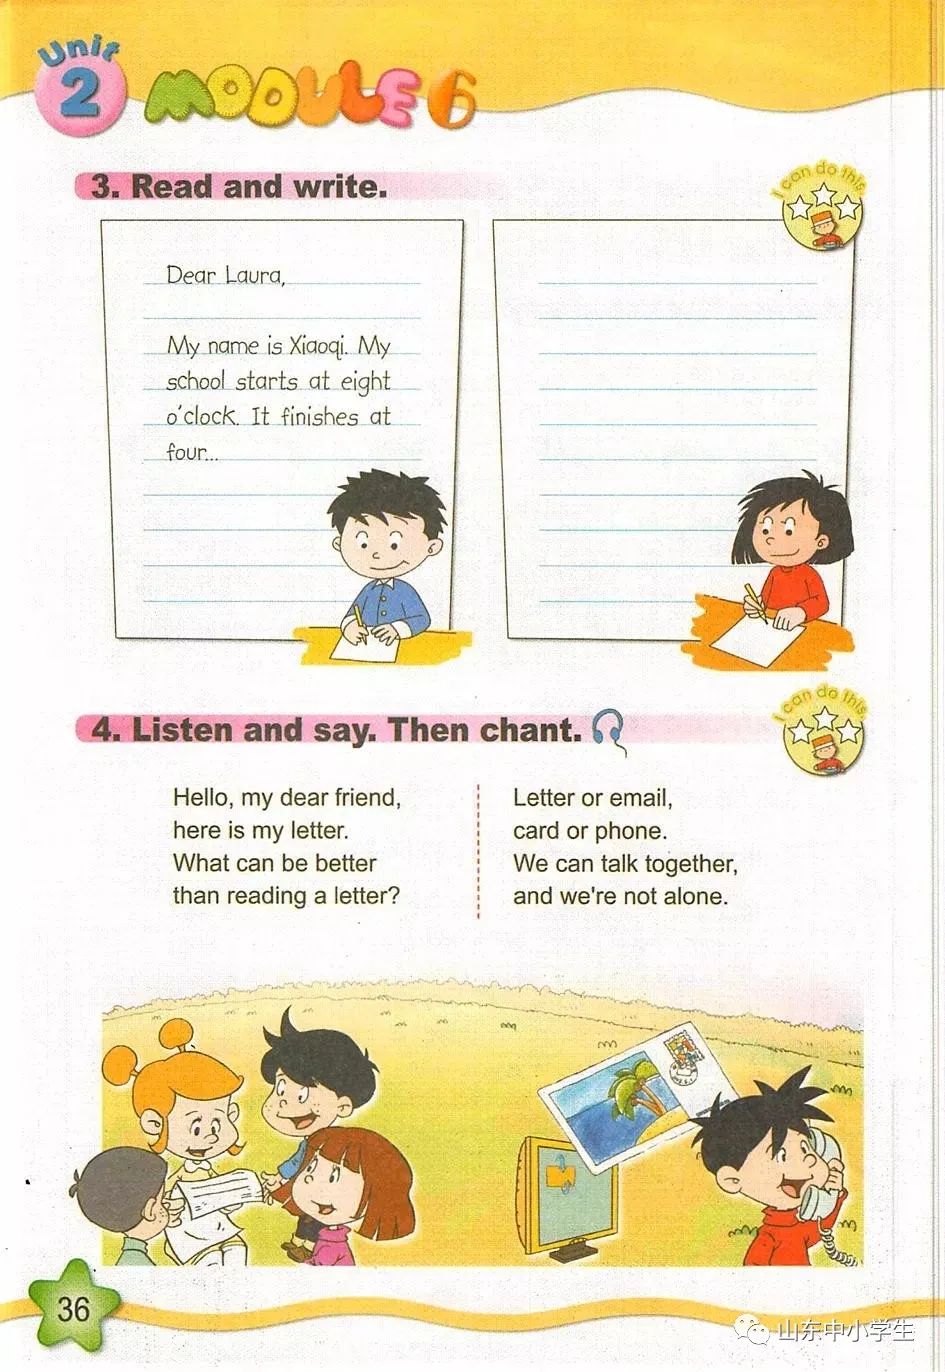 Unit
2 MODULE 6
3. Read and write.
I can do this.
Dear Laura,
My name is Xiaoqi. My
school starts at eight
o'clock. It finishes at
four...
4. Listen and say. Then chant.
I can do this.
Hello, my dear friend,
here is my letter.
What can be better
than reading a letter?
Letter or email,
card or phone.
We can talk together,
and we're not alone.
36
山东中小学生